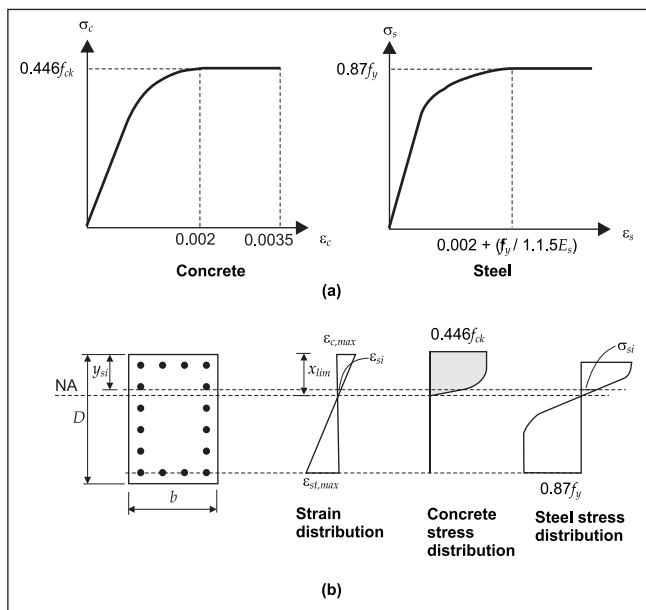 σc
σs
0.446fck
0.87fy
0.002
0.0035
εc
0.002 + (fy / 1.1.5Es)
εs
Concrete
Steel
(a)
εc,max
0.446fck
ysi
xlim
εsi
σsi
NA
D
εst,max
0.87fy
b
Strain distribution
Concrete stress distribution
Steel stress distribution
(b)